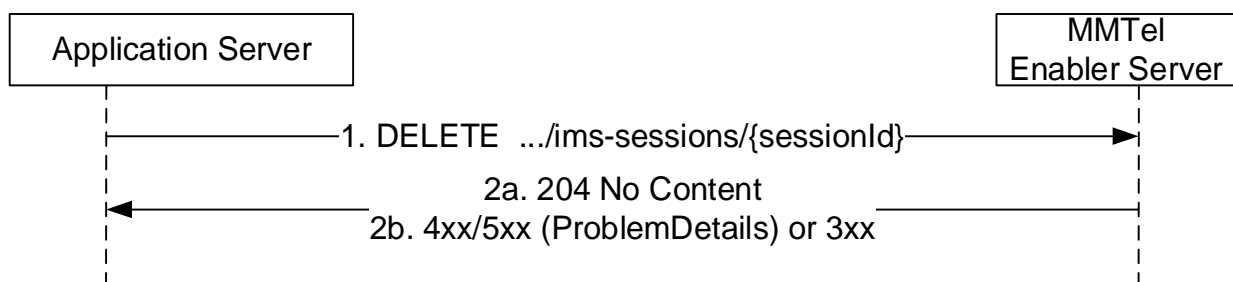 Application Server
MMTel
Enabler Server
1. DELETE .../ims-sessions/{sessionId}
2a. 204 No Content
2b. 4xx/5xx (ProblemDetails) or 3xx